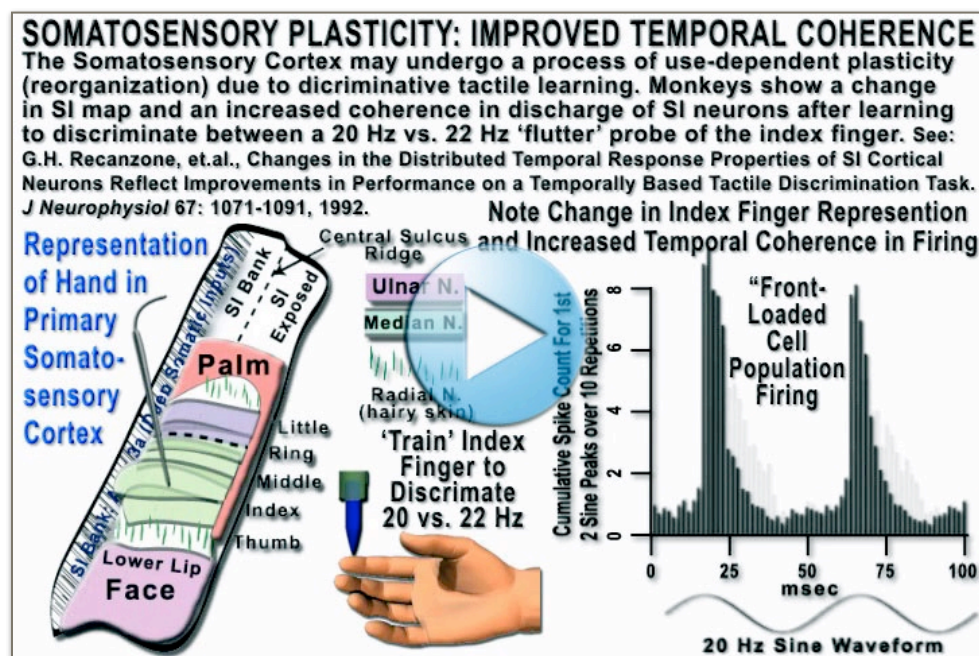 SOMATOSENSORY PLASTICITY: IMPROVED TEMPORAL COHERENCE
The Somatosensory Cortex may undergo a process of use-dependent plasticity
(reorganization) due to dicriminative tactile learning. Monkeys show a change
in SI map and an increased coherence in discharge of SI neurons after learning
to discriminate between a 20 Hz vs. 22 Hz 'flutter' probe of the index finger. See:
G.H. Recanzone, et.al., Changes in the Distributed Temporal Response Properties of SI Cortical
Neurons Reflect Improvements in Performance on a Temporally Based Tactile Discrimination Task.
J Neurophysiol 67: 1071-1091, 1992.
Note Change in Index Finger Represention
and Increased Temporal Coherence in Firing
Representation
of Hand in
Primary
Somato-
sensory
Cortex
Central Sulcus
Ridge
SI Bank
SI
Exposed
3a (Deep Somatic Inputs)
SI Bank
Palm
Little
Ring
Middle
Index
Thumb
Lower Lip
Face
Ulnar N.
Median N.
Radial N.
(hairy skin)
'Train' Index
Finger to
Discrimate
20 vs. 22 Hz
Cumulative Spike Count For 1st
2 Sine Peaks over 10 Repetitions
8
6
4
2
0
"Front-
Loaded
Cell
Population
Firing
0
25
50
75
100
msec
20 Hz Sine Waveform